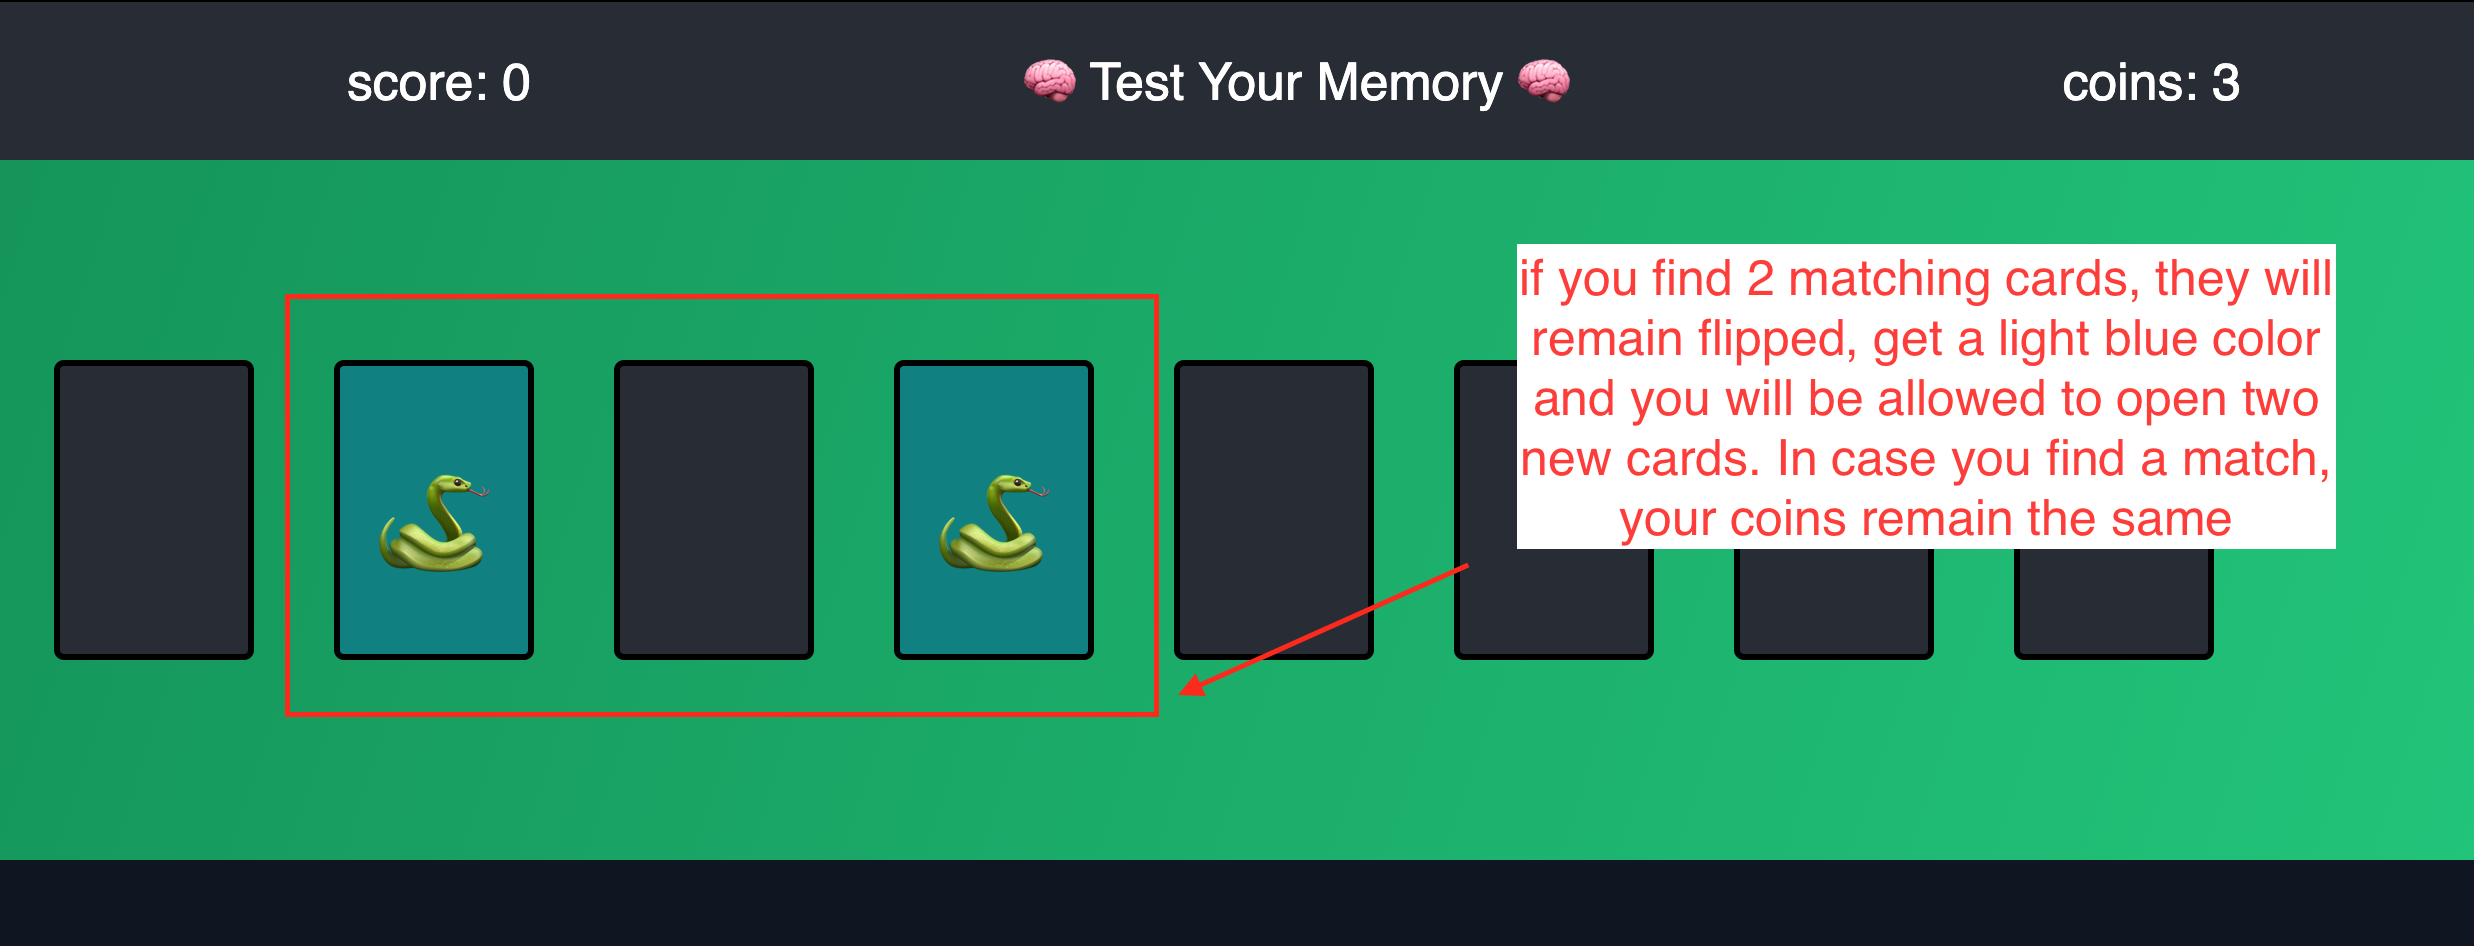 score: 0
🧠 Test Your Memory 🧠
coins: 3
if you find 2 matching cards, they will
remain flipped, get a light blue color
and you will be allowed to open two
new cards. In case you find a match,
your coins remain the same